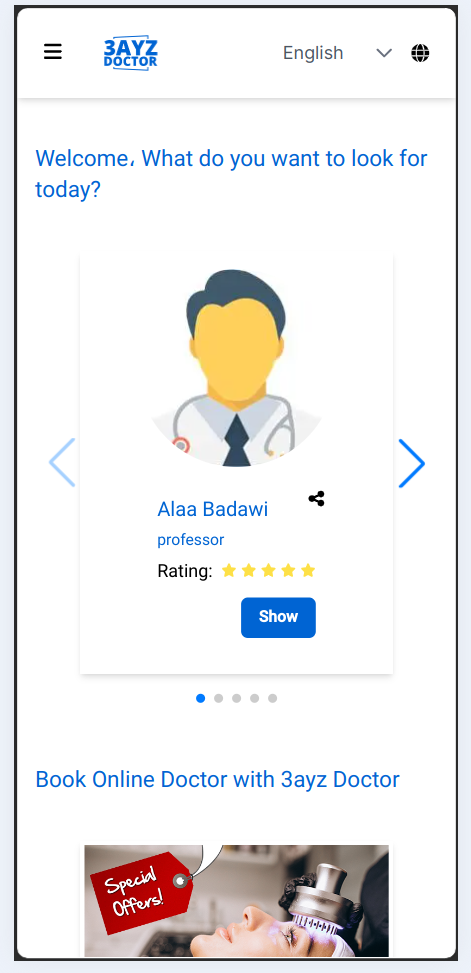 3AYZ
DOCTOR
English
Welcome، What do you want to look for
today?
Alaa Badawi
professor
Rating:
Show
Book Online Doctor with 3ayz Doctor
Special
Offers!